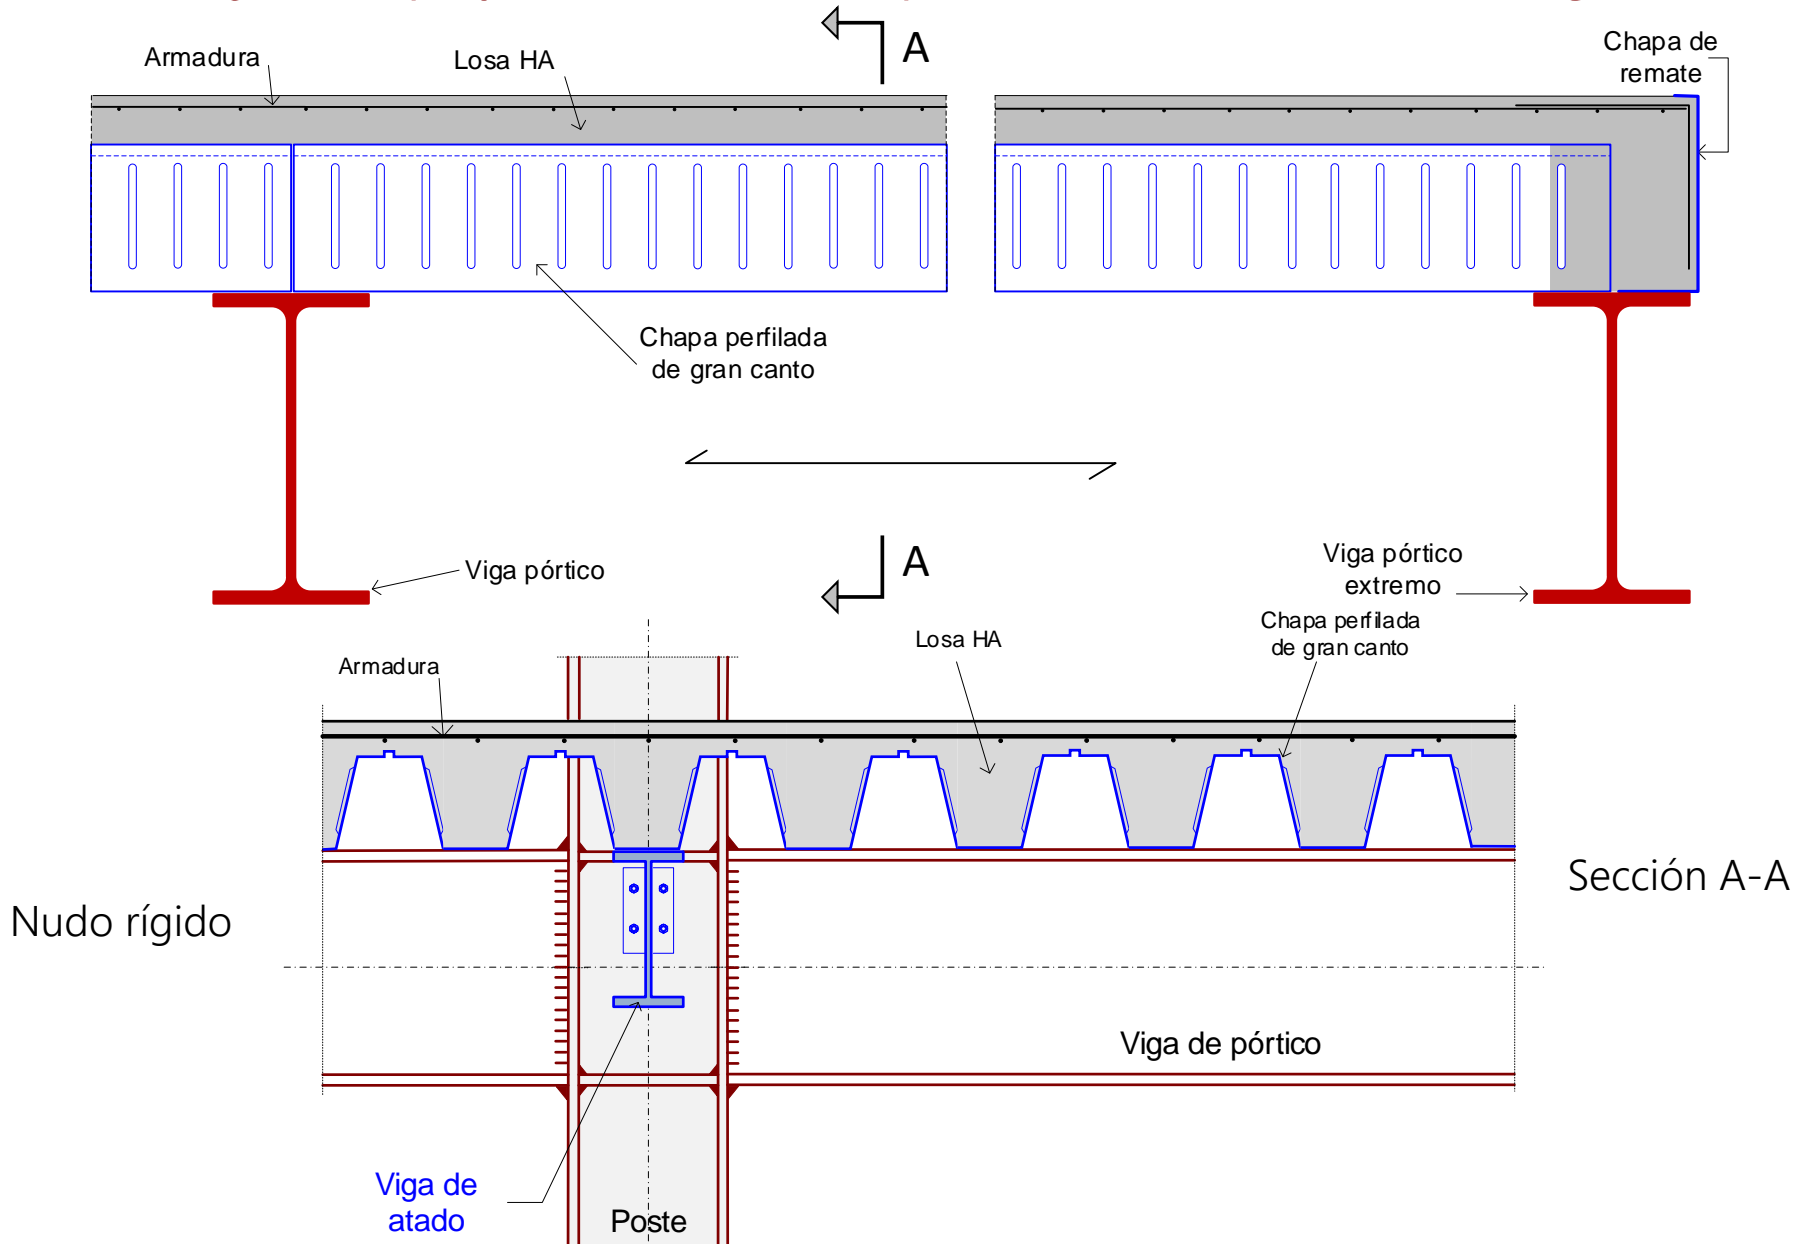 Armadura
Losa HA
A
Chapa de
remate
Chapa perfilada
de gran canto
Viga pórtico
A
Viga pórtico
extremo
Chapa perfilada
de gran canto
Losa HA
Armadura
Sección A-A
Nudo rígido
Viga de pórtico
Viga de
atado
Poste